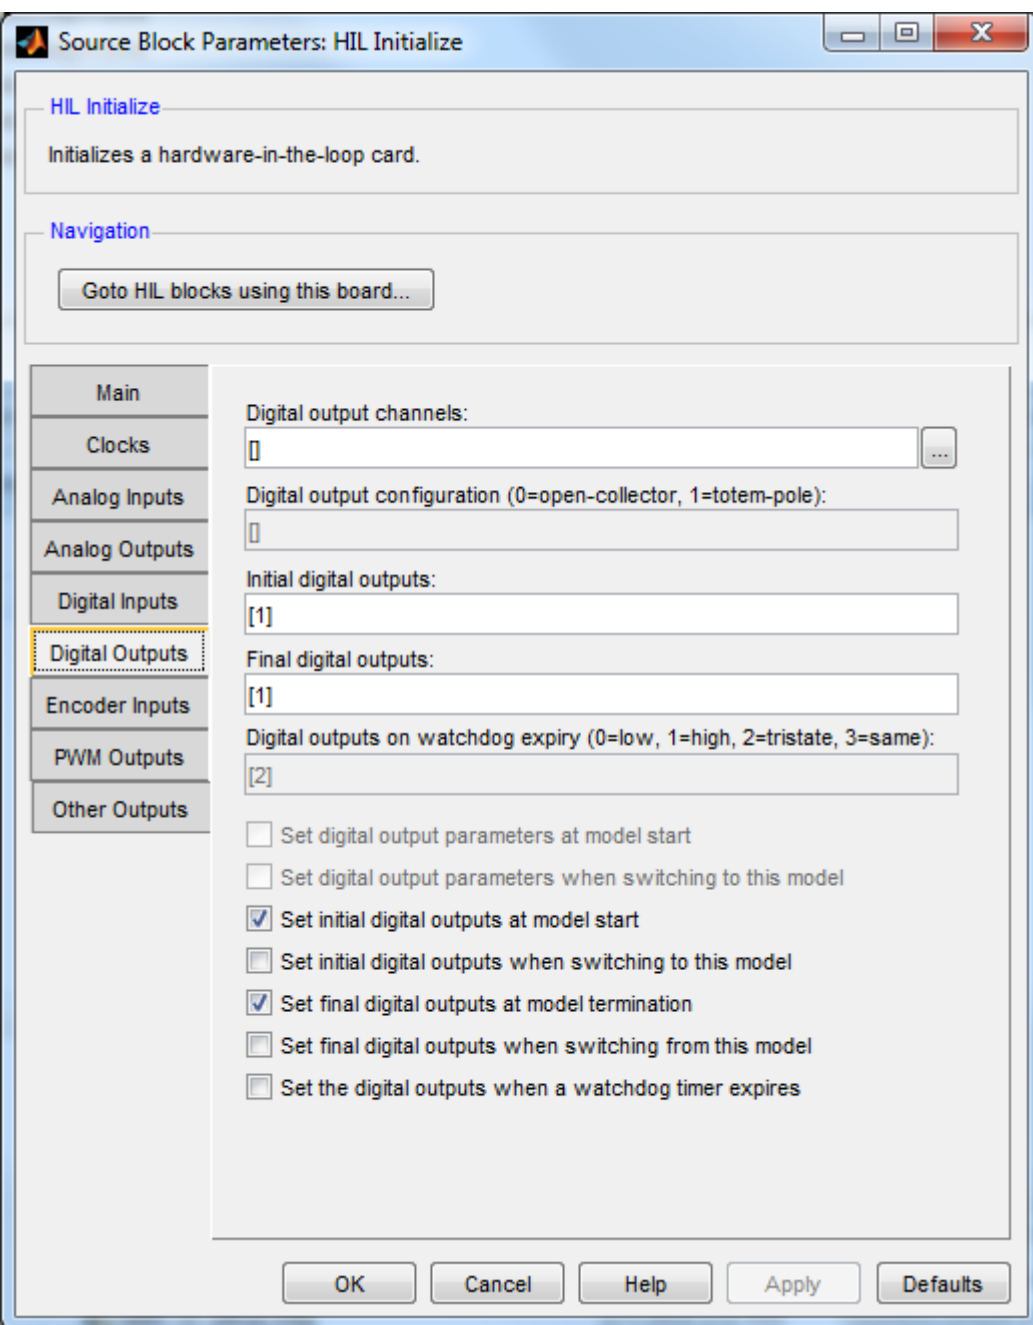 Source Block Parameters: HIL Initialize
HIL Initialize
Initializes a hardware-in-the-loop card.
Navigation
Goto HIL blocks using this board...
Main
Clocks
Analog Inputs
Analog Outputs
Digital Inputs
Digital Outputs
Encoder Inputs
PWM Outputs
Other Outputs
Digital output channels:
[]
...
Digital output configuration (0=open-collector, 1=totem-pole):
[]
Initial digital outputs:
[1]
Final digital outputs:
[1]
Digital outputs on watchdog expiry (0=low, 1=high, 2=tristate, 3=same):
[2]
Set digital output parameters at model start
Set digital output parameters when switching to this model
Set initial digital outputs at model start
Set initial digital outputs when switching to this model
Set final digital outputs at model termination
Set final digital outputs when switching from this model
Set the digital outputs when a watchdog timer expires
OK Cancel Help Apply Defaults